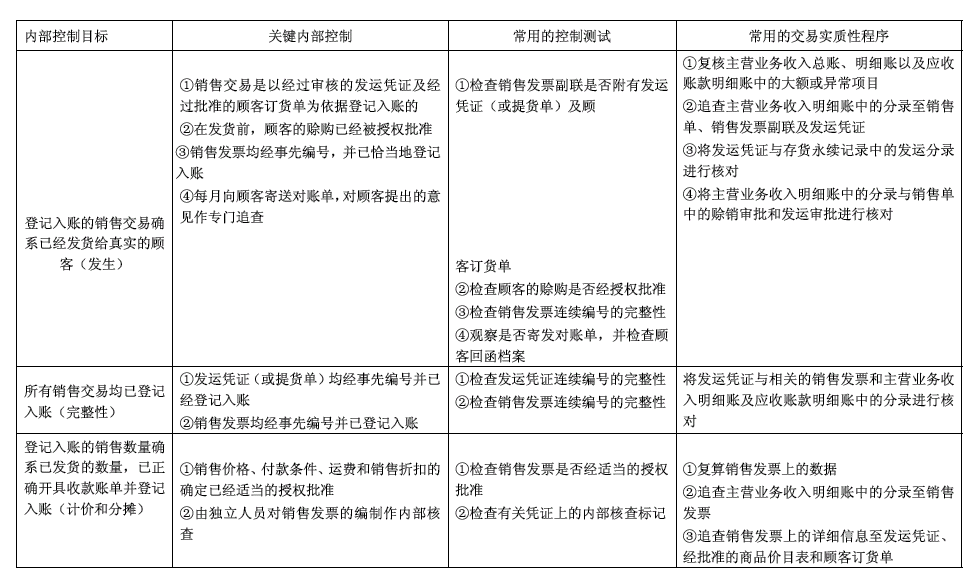 内部控制目标
关键内部控制
常用的控制测试
常用的交易实质性程序
登记入账的销售交易确
系已经发货给真实的顾
客（发生）
①销售交易是以经过审核的发运凭证及经
过批准的顾客订货单为依据登记入账的
②在发货前，顾客的赊购已经被授权批准
③销售发票均经事先编号，并已恰当地登记
入账
④每月向顾客寄送对账单，对顾客提出的意
见作专门追查
①检查销售发票副联是否附有发运
凭证（或提货单）及顾
客订货单
②检查顾客的赊购是否经授权批准
③检查销售发票连续编号的完整性
④观察是否寄发对账单，并检查顾
客回函档案
①复核主营业务收入总账、明细账以及应收
账款明细账中的大额或异常项目
②追查主营业务收入明细账中的分录至销售
单、销售发票副联及发运凭证
③将发运凭证与存货永续记录中的发运分录
进行核对
④将主营业务收入明细账中的分录与销售单
中的赊销审批和发运审批进行核对
所有销售交易均已登记
入账（完整性）
①发运凭证（或提货单）均经事先编号并已
经登记入账
②销售发票均经事先编号并已登记入账
①检查发运凭证连续编号的完整性
②检查销售发票连续编号的完整性
将发运凭证与相关的销售发票和主营业务收
入明细账及应收账款明细账中的分录进行核
对
登记入账的销售数量确
系已发货的数量，已正
确开具收款账单并登记
入账（计价和分摊）
①销售价格、付款条件、运费和销售折扣的
确定已经适当的授权批准
②由独立人员对销售发票的编制作内部核
查
①检查销售发票是否经适当的授权
批准
②检查有关凭证上的内部核查标记
①复算销售发票上的数据
②追查主营业务收入明细账中的分录至销售
发票
③追查销售发票上的详细信息至发运凭证、
经批准的商品价目表和顾客订货单